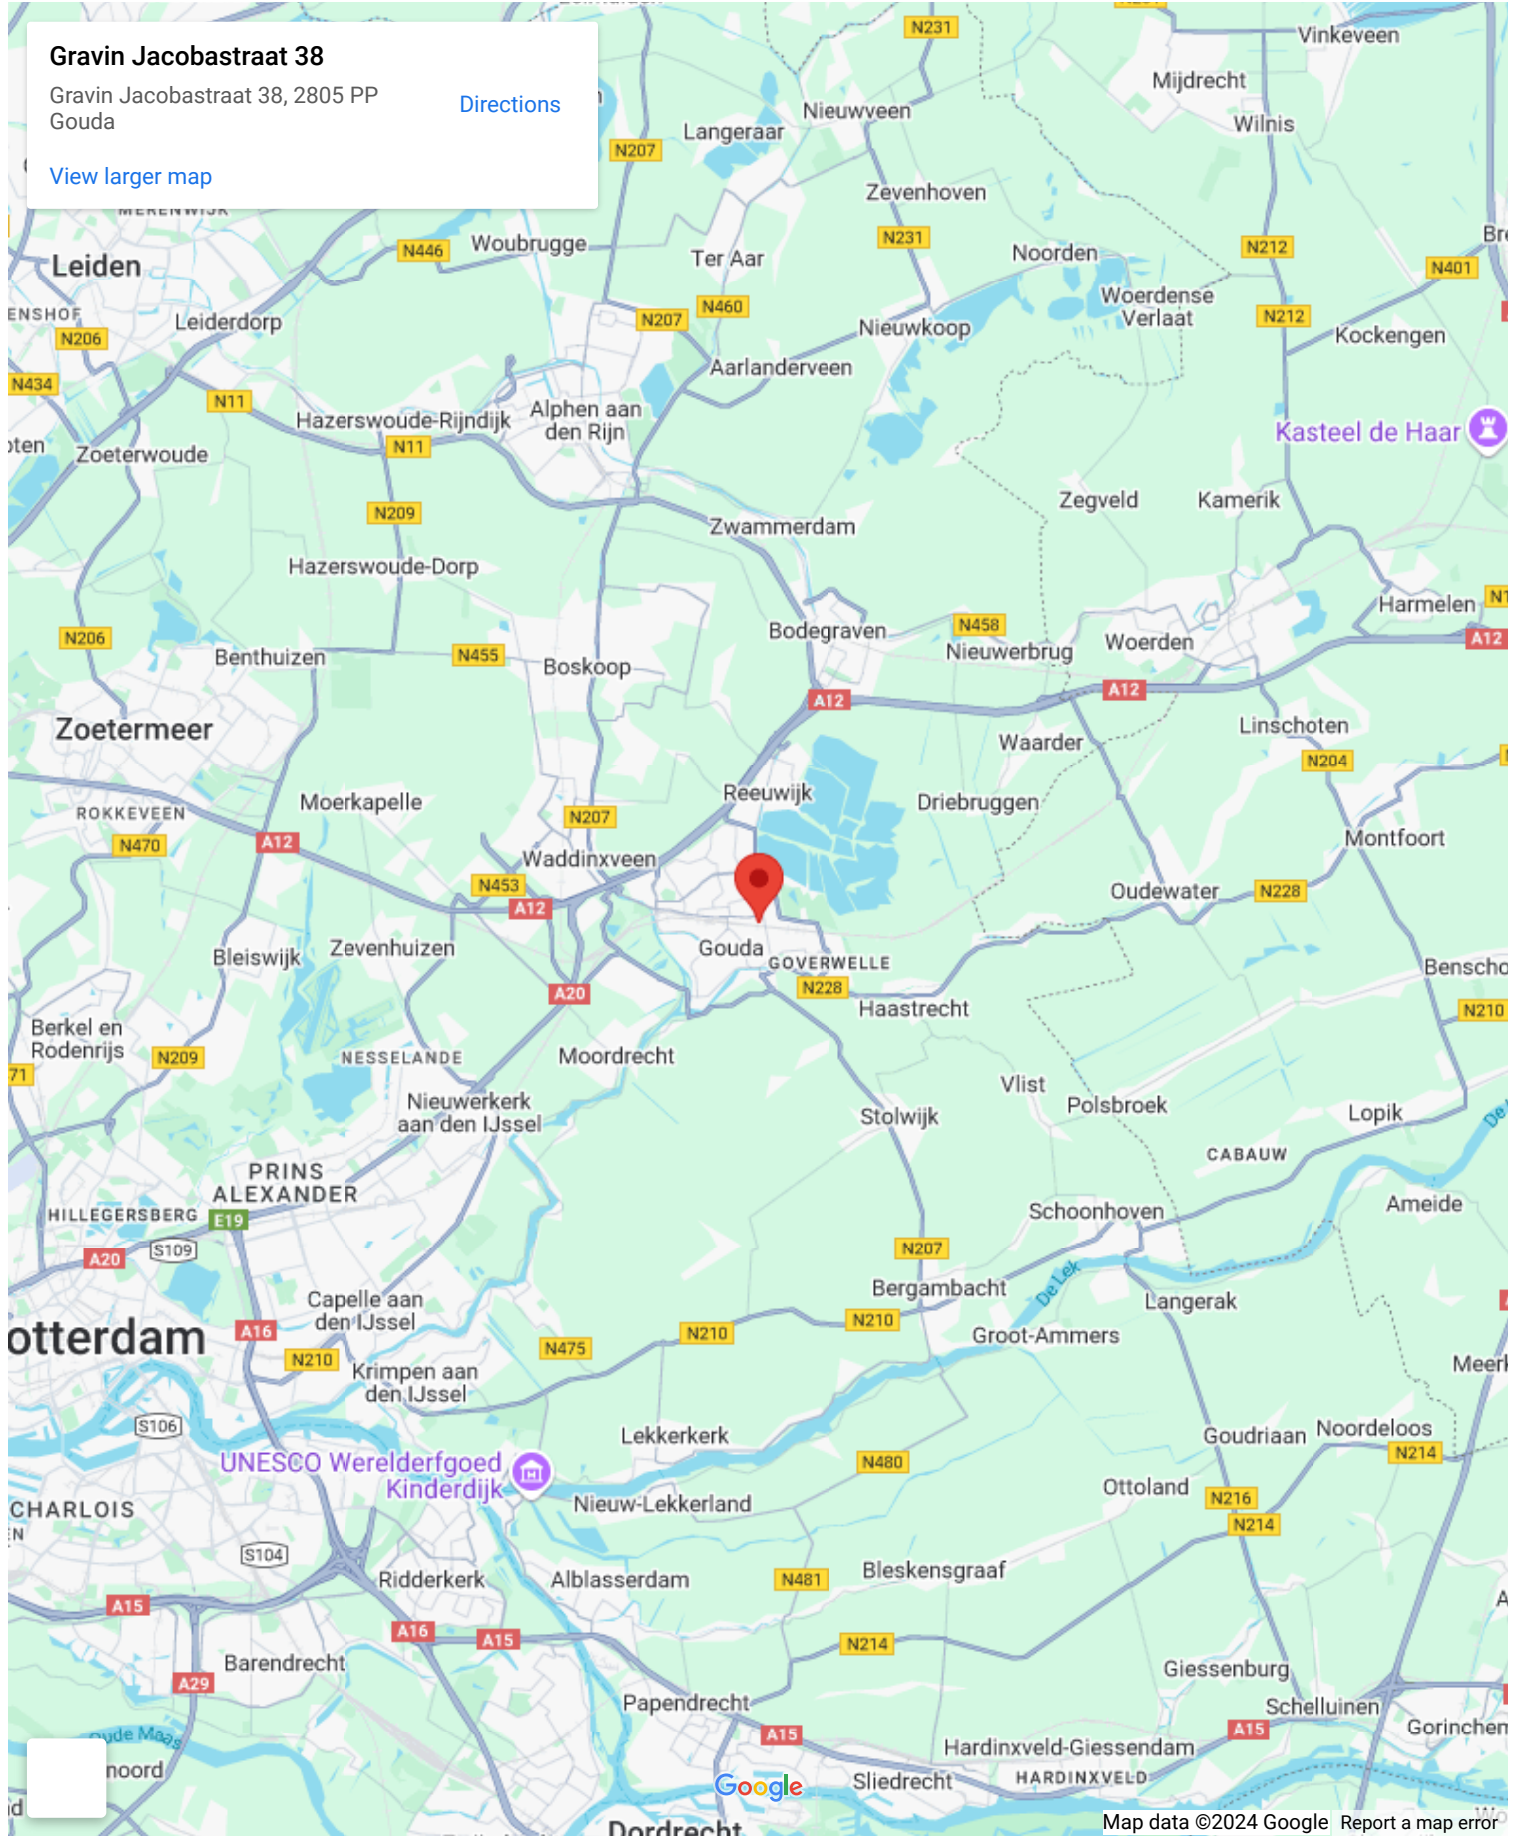 Gravin Jacobastraat 38
Gravin Jacobastraat 38, 2805 PP
Gouda
Directions
View larger map
N231
Vinkeveen
Mijdrecht
Nieuwveen
Langeraar
Wilnis
N207
Zevenhoven
MERENWIJK
N446
Woubrugge
N231
Ter Aar
Noorden
N212
N401
Leiden
Woerdense
Verlaat
N460
N207
Nieuwkoop
N212
Kockengen
Leiderdorp
N206
Aarlanderveen
N434
N11
Hazerswoude-Rijndijk
Alphen aan
den Rijn
Kasteel de Haar
N11
Zoeterwoude
N209
Zegveld
Kamerik
Zwammerdam
Hazerswoude-Dorp
Harmelen
N206
Bodegraven
N458
Woerden
A12
Benthuizen
N455
Boskoop
Nieuwerbrug
A12
A12
Zoetermeer
Linschoten
Waarder
N204
Reeuwijk
Moerkapelle
Driebruggen
ROKKEVEEN
N207
N470
A12
Montfoort
Waddinxveen
N453
Oudewater
N228
A12
Bleiswijk
Zevenhuizen
Gouda
GOVERWELLE
N228
A20
Haastrecht
N210
Berkel en
Rodenrijs
N209
NESSELANDE
Moordrecht
71
Vlist
Nieuwerkerk
aan den IJssel
Stolwijk
Polsbroek
Lopik
CABAUW
PRINS
ALEXANDER
Ameide
HILLEGERSBERG
E19
Schoonhoven
A20
S109
N207
De Lek
Bergambacht
Langerak
Capelle aan
den IJssel
N210
N210
A16
Groot-Ammers
N475
N210
Krimpen aan
den IJssel
S106
Lekkerkerk
Goudriaan
Noordeloos
N214
UNESCO Werelderfgoed
Kinderdijk
N480
Ottoland
N216
Nieuw-Lekkerland
CHARLOIS
N214
S104
Bleskensgraaf
Ridderkerk
Alblasserdam
N481
A15
A16
A15
N214
Barendrecht
Giessenburg
A29
Papendrecht
Schelluinen
A15
A15
Gorinchem
Oude Maas
Hardinxveld-Giessendam
HARDINXVELD
Sliedrecht
noord
Google
Dordrecht
Map data ©2024 Google
Report a map error